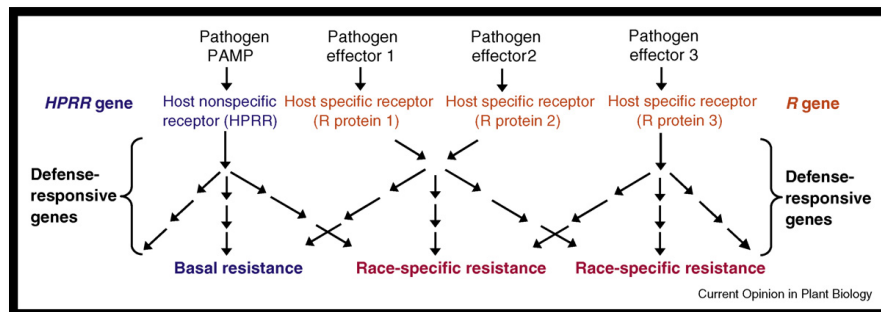 Pathogen PAMP
Pathogen effector 1
Pathogen effector2
Pathogen effector 3
HPRR gene
Host nonspecific receptor (HPRR)
Host specific receptor (R protein 1)
Host specific receptor (R protein 2)
Host specific receptor (R protein 3)
R gene
Defense-
responsive
genes
Defense-
responsive
genes
Basal resistance
Race-specific resistance
Race-specific resistance
Current Opinion in Plant Biology